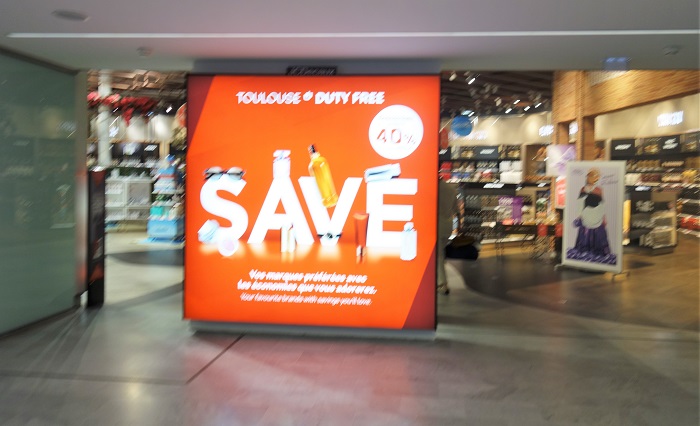 TOULOUSE DUTY FREE
40%
SAVE
Vos marques préférées avec
les économies que vous adorerez.
Your favourite brands with savings you'll love